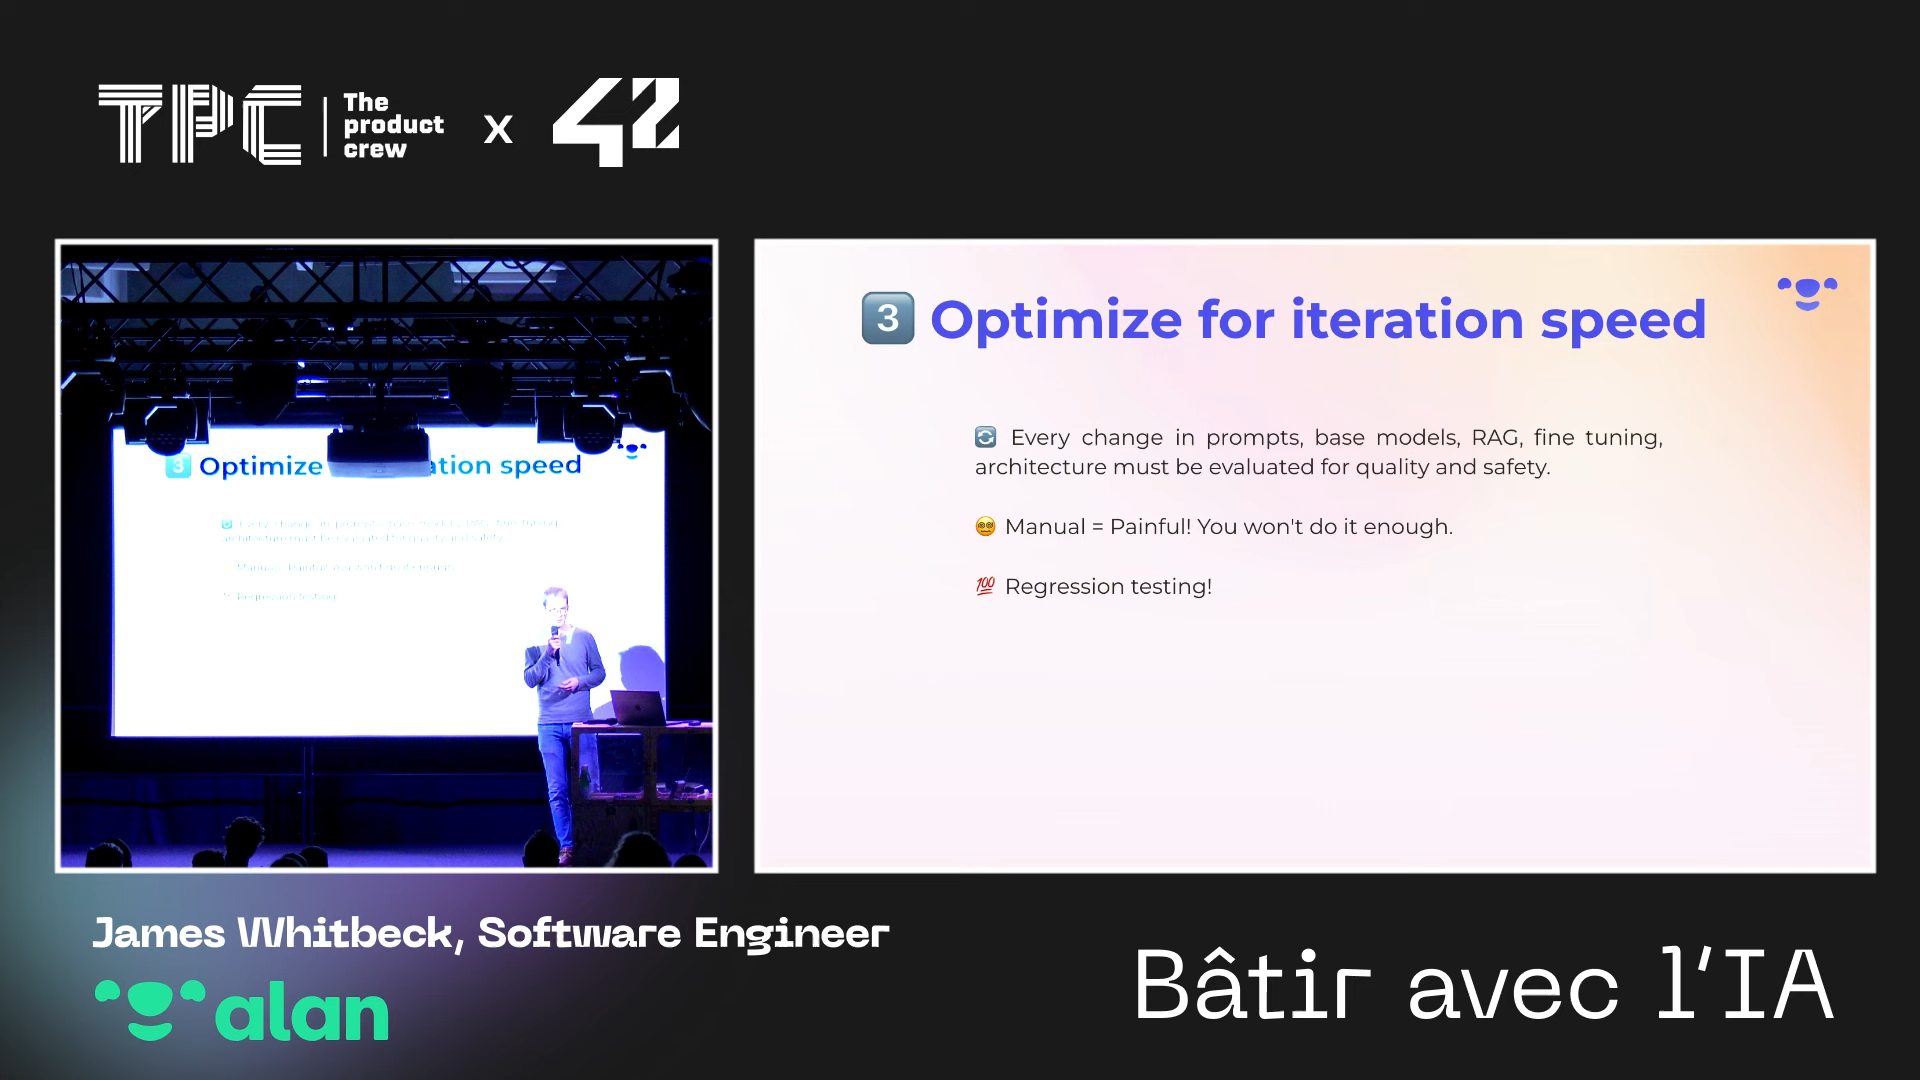 TPC
The
product
crew
x
42
3 Optimize ation speed
3 Optimize for iteration speed
Every change in prompts, base models, RAG, fine tuning,
architecture must be evaluated for quality and safety.
Manual = Painful! You won't do it enough.
💯 Regression testing!
James Whitbeck, Software Engineer
alan
Bâtir avec l'IA